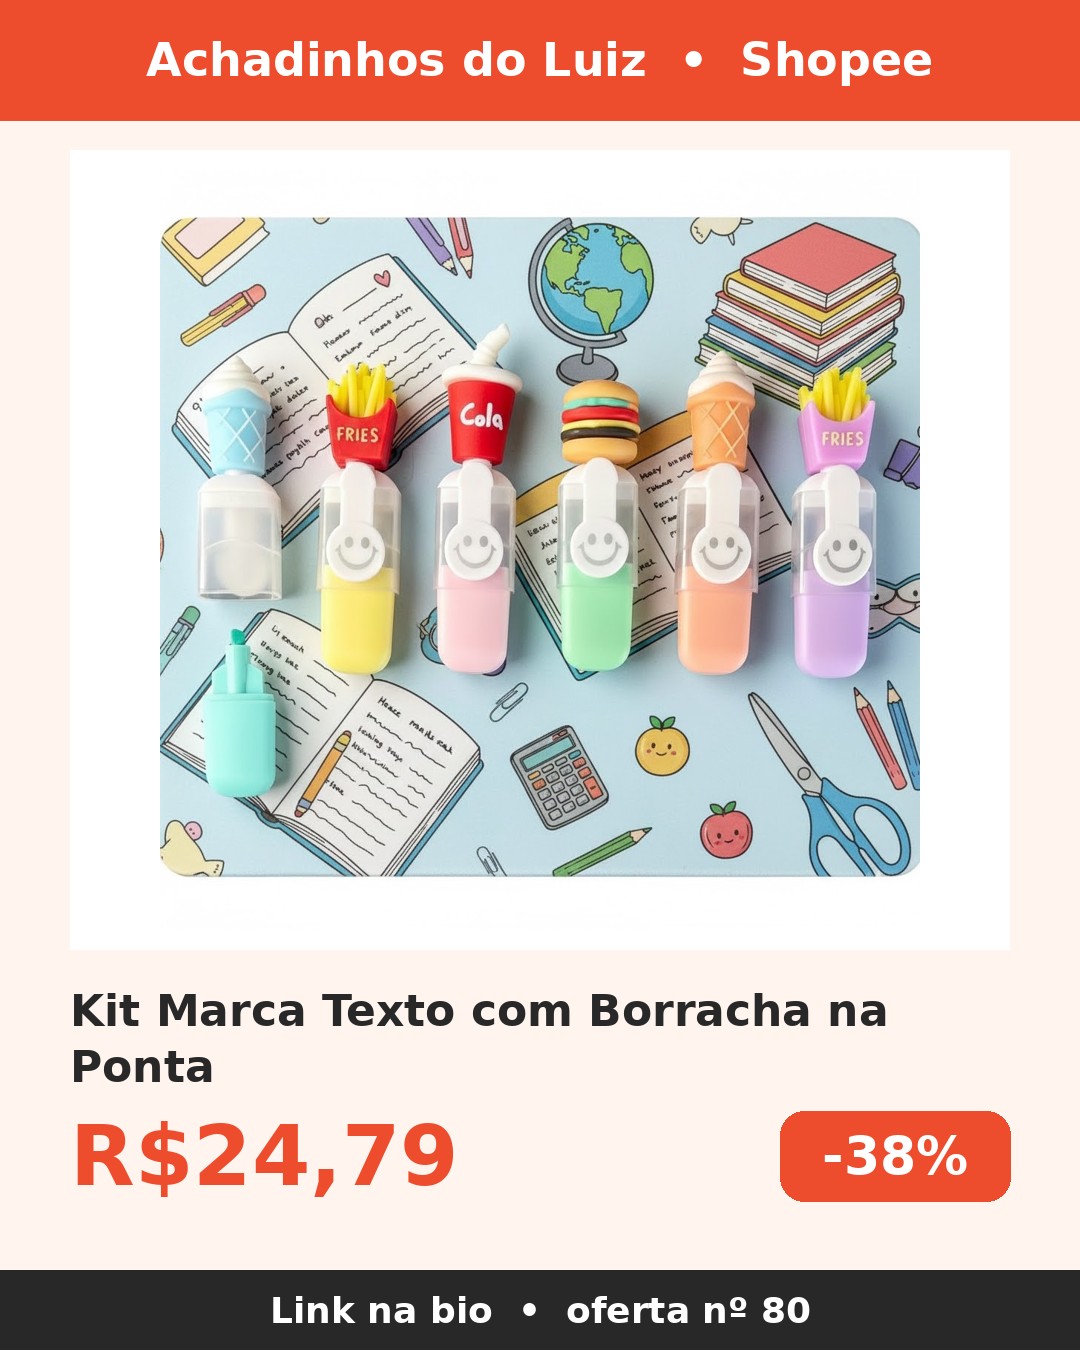 Achadinhos do Luiz • Shopee
FRIES
Cola
FRIES
Kit Marca Texto com Borracha na
Ponta
R$24,79
-38%
Link na bio • oferta nº 80